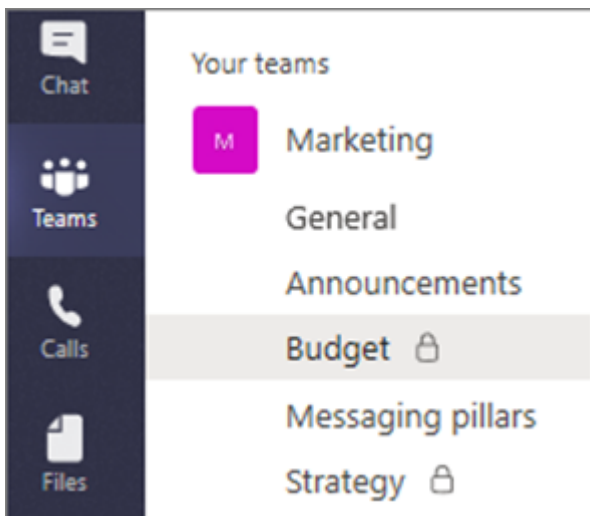 Chat
Teams
Calls
Files
Your teams
M
Marketing
General
Announcements
Budget
Messaging pillars
Strategy